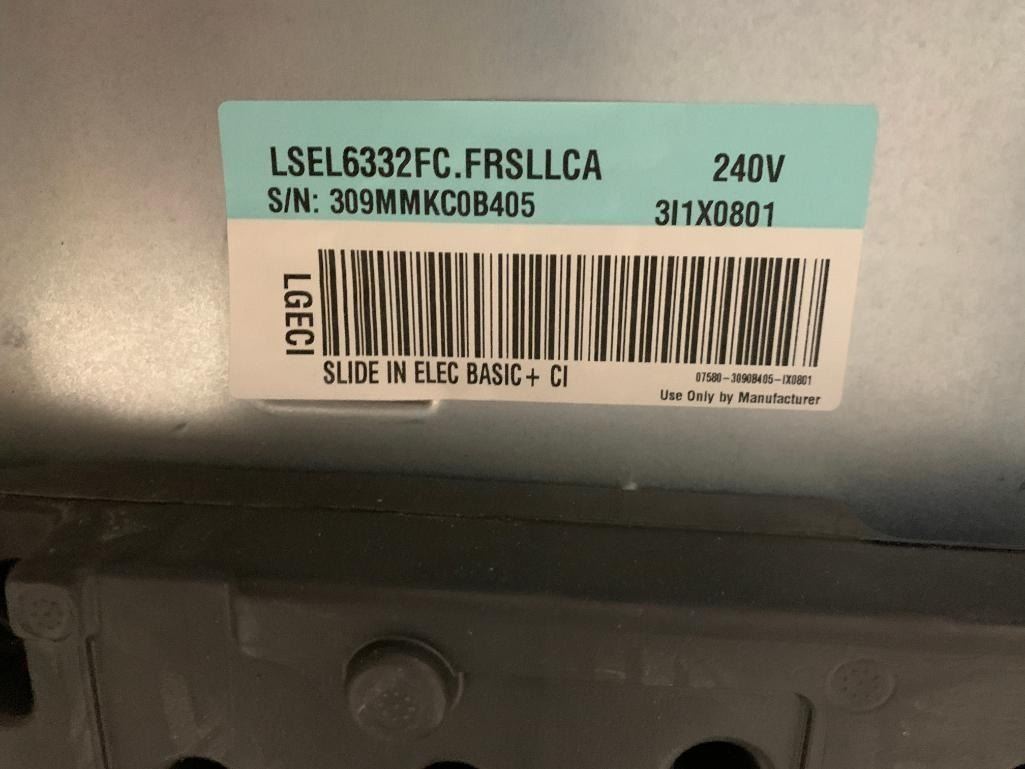 LSEL6332FC.FRSLLCA 240V
S/N: 309MMKC0B405 3I1X0801
LGECI
SLIDE IN ELEC BASIC+ CI 07580-3090B405-IX0801
Use Only by Manufacturer